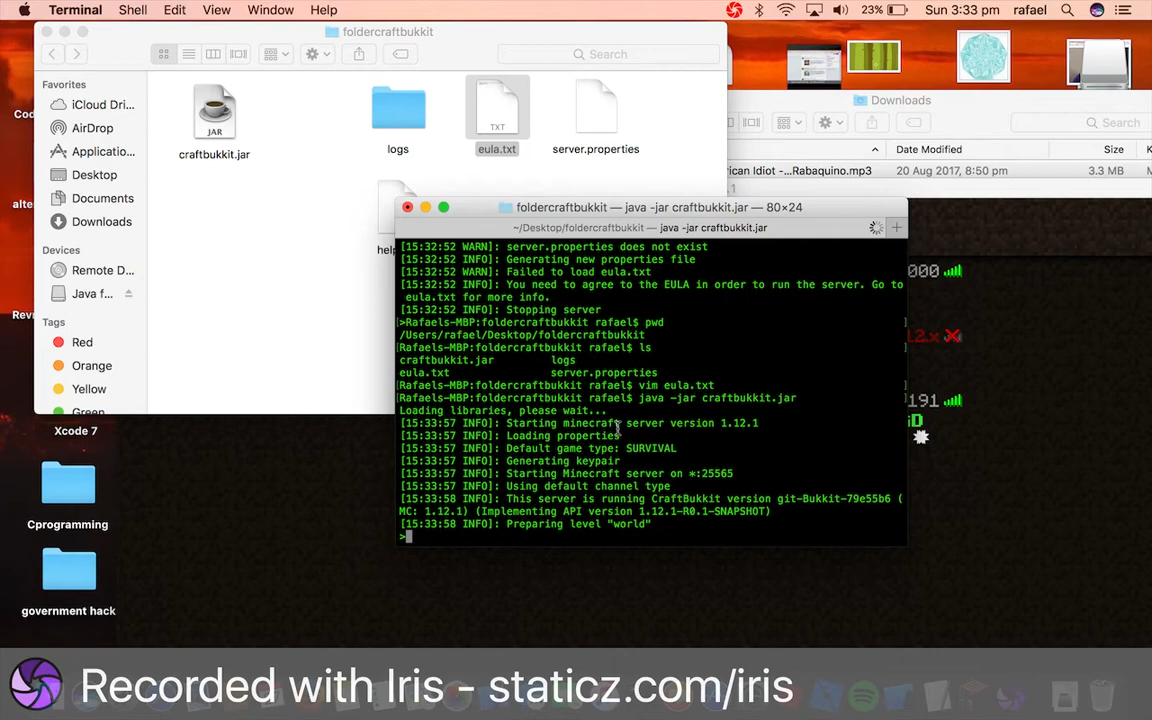 Terminal Shell Edit View Window Help 23% Sun 3:33 pm rafael
foldercraftbukkit
Search
Favorites
iCloud Dri...
AirDrop
Applicatio...
Desktop
Documents
Downloads
Devices
Remote D...
Java f...
Tags
Red
Orange
Yellow
Green
JAR
craftbukkit.jar
logs
TXT
eula.txt
server.properties
help
Downloads
Search
Date Modified Size
rican Idiot -...Rabaquino.mp3 20 Aug 2017, 8:50 pm 3.3 MB
foldercraftbukkit — java -jar craftbukkit.jar — 80×24
~/Desktop/foldercraftbukkit — java -jar craftbukkit.jar
[15:32:52 WARN]: server.properties does not exist
[15:32:52 INFO]: Generating new properties file
[15:32:52 WARN]: Failed to load eula.txt
[15:32:52 INFO]: You need to agree to the EULA in order to run the server. Go to
eula.txt for more info.
[15:32:52 INFO]: Stopping server
[>Rafaels-MBP:foldercraftbukkit rafael$ pwd ]
/Users/rafael/Desktop/foldercraftbukkit
[Rafaels-MBP:foldercraftbukkit rafael$ ls ]
craftbukkit.jar logs
eula.txt server.properties
[Rafaels-MBP:foldercraftbukkit rafael$ vim eula.txt ]
[Rafaels-MBP:foldercraftbukkit rafael$ java -jar craftbukkit.jar ]
Loading libraries, please wait...
[15:33:57 INFO]: Starting minecraft server version 1.12.1
[15:33:57 INFO]: Loading properties
[15:33:57 INFO]: Default game type: SURVIVAL
[15:33:57 INFO]: Generating keypair
[15:33:57 INFO]: Starting Minecraft server on *:25565
[15:33:57 INFO]: Using default channel type
[15:33:58 INFO]: This server is running CraftBukkit version git-Bukkit-79e55b6 (
MC: 1.12.1) (Implementing API version 1.12.1-R0.1-SNAPSHOT)
[15:33:58 INFO]: Preparing level "world"
>
000
2.x
191
iD
Xcode 7
Cprogramming
government hack
Recorded with Iris - staticz.com/iris